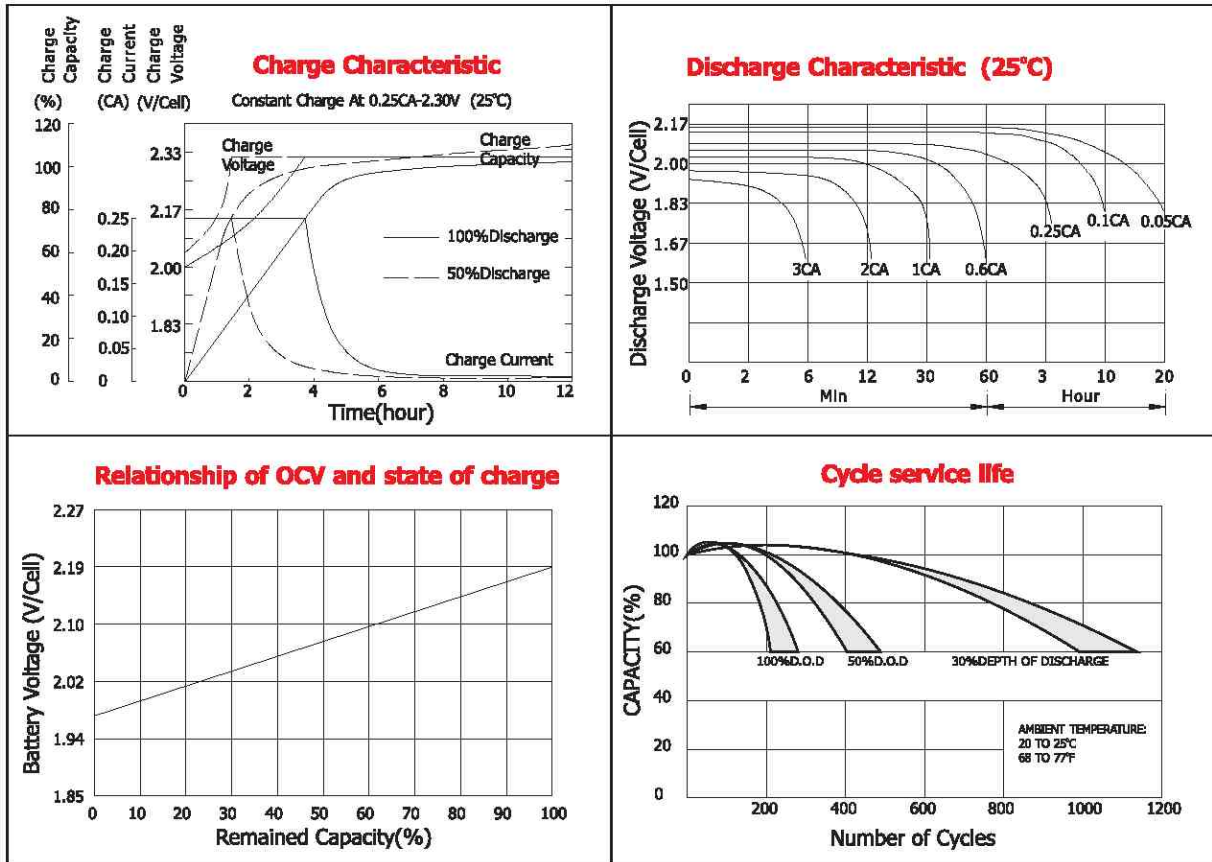 Charge
Capacity
Charge
Current
Charge
Voltage
(%)
(CA)
(V/Cell)
Charge Characteristic
Constant Charge At 0.25CA-2.30V (25°C)
120
100
80
60
40
20
0
0.25
0.20
0.15
0.10
0.05
0
2.33
2.17
2.00
1.83
Charge
Voltage
Charge
Capacity
100%Discharge
50%Discharge
Charge Current
0 2 4 6 8 10 12
Time(hour)
Discharge Characteristic (25°C)
Discharge Voltage (V/Cell)
2.17
2.00
1.83
1.67
1.50
3CA 2CA 1CA 0.6CA 0.25CA 0.1CA 0.05CA
0 2 6 12 30 60 3 10 20
Min Hour
Relationship of OCV and state of charge
Battery Voltage (V/Cell)
2.27
2.19
2.10
2.02
1.94
1.85
0 10 20 30 40 50 60 70 80 90 100
Remained Capacity(%)
Cycle service life
CAPACITY(%)
120
100
80
60
40
20
0
100%D.O.D 50%D.O.D 30%DEPTH OF DISCHARGE
AMBIENT TEMPERATURE:
20 TO 25°C
68 TO 77°F
200 400 600 800 1000 1200
Number of Cycles